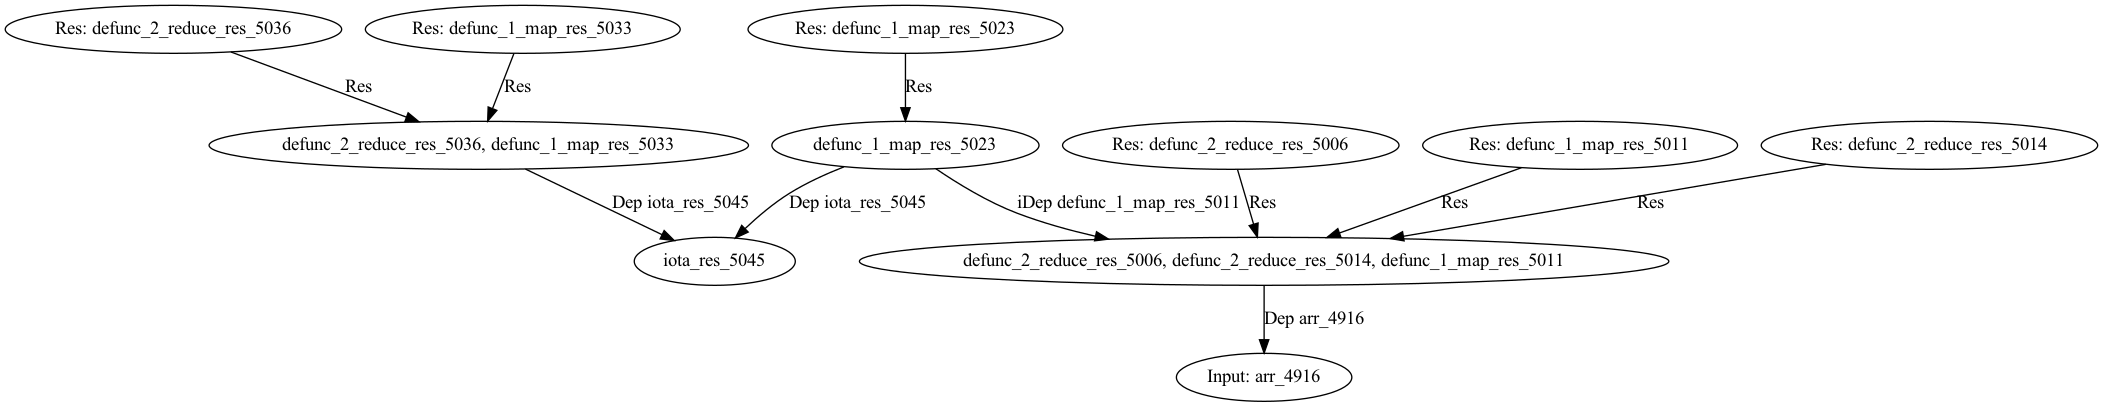 Res: defunc_2_reduce_res_5036
Res: defunc_1_map_res_5033
Res: defunc_1_map_res_5023
Res
Res
Res
defunc_2_reduce_res_5036, defunc_1_map_res_5033
defunc_1_map_res_5023
Res: defunc_2_reduce_res_5006
Res: defunc_1_map_res_5011
Res: defunc_2_reduce_res_5014
Dep iota_res_5045
Dep iota_res_5045
iDep defunc_1_map_res_5011
Res
Res
Res
iota_res_5045
defunc_2_reduce_res_5006, defunc_2_reduce_res_5014, defunc_1_map_res_5011
Dep arr_4916
Input: arr_4916